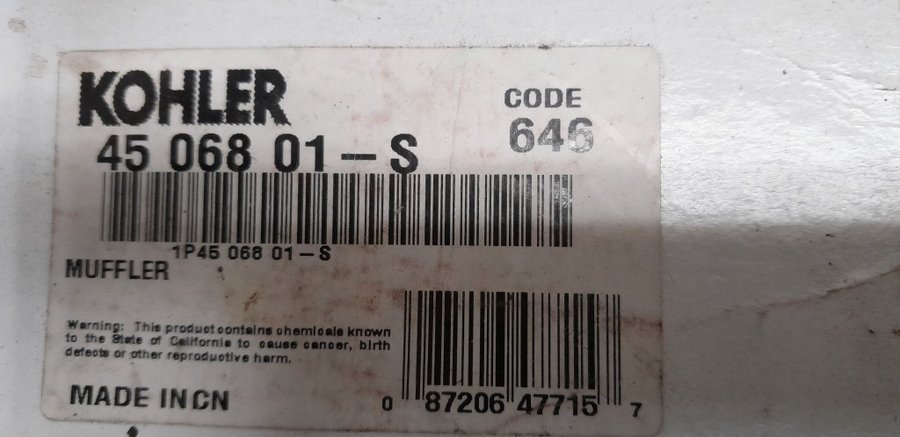 KOHLER
CODE
646
45 068 01-S
1P45 068 01-S
MUFFLER
Warning: This product contains chemicals known
to the State of California to cause cancer, birth
defects or other reproductive harm.
MADE IN CN
0 87206 47715 7